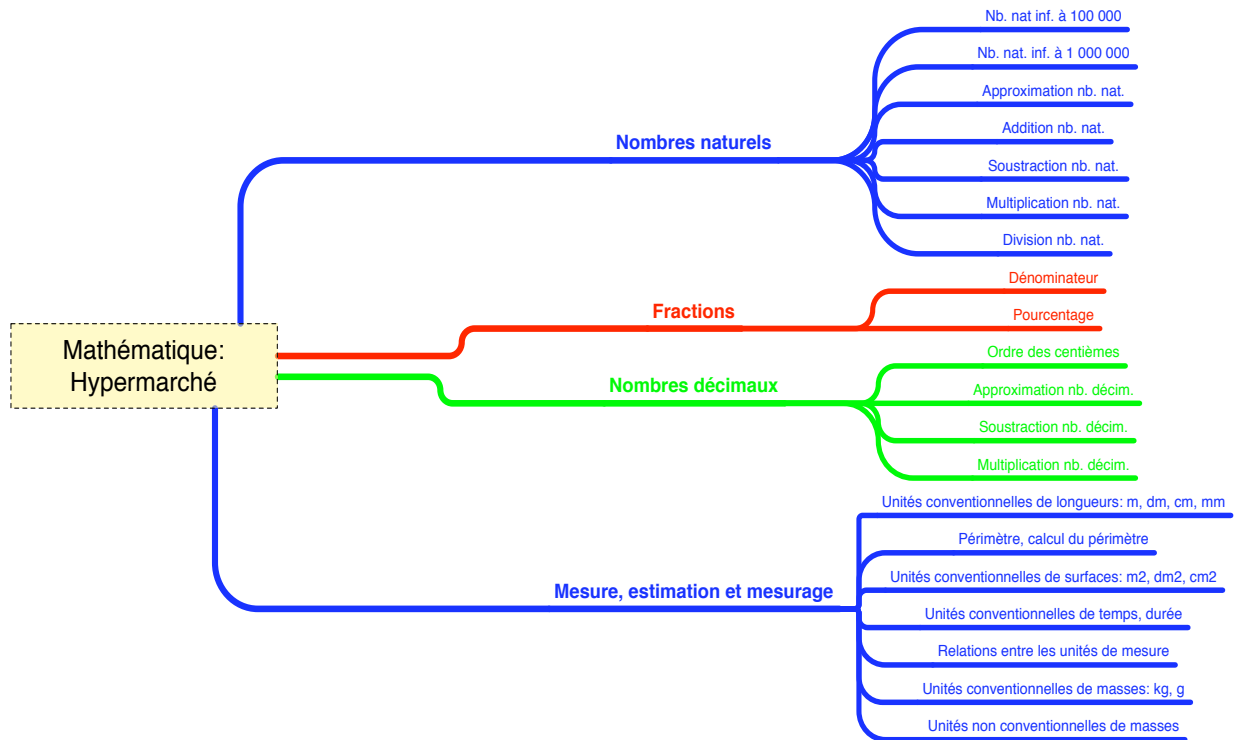 Mathématique:
Hypermarché
Nombres naturels
Nb. nat inf. à 100 000
Nb. nat. inf. à 1 000 000
Approximation nb. nat.
Addition nb. nat.
Soustraction nb. nat.
Multiplication nb. nat.
Division nb. nat.
Fractions
Dénominateur
Pourcentage
Nombres décimaux
Ordre des centièmes
Approximation nb. décim.
Soustraction nb. décim.
Multiplication nb. décim.
Mesure, estimation et mesurage
Unités conventionnelles de longueurs: m, dm, cm, mm
Périmètre, calcul du périmètre
Unités conventionnelles de surfaces: m2, dm2, cm2
Unités conventionnelles de temps, durée
Relations entre les unités de mesure
Unités conventionnelles de masses: kg, g
Unités non conventionnelles de masses